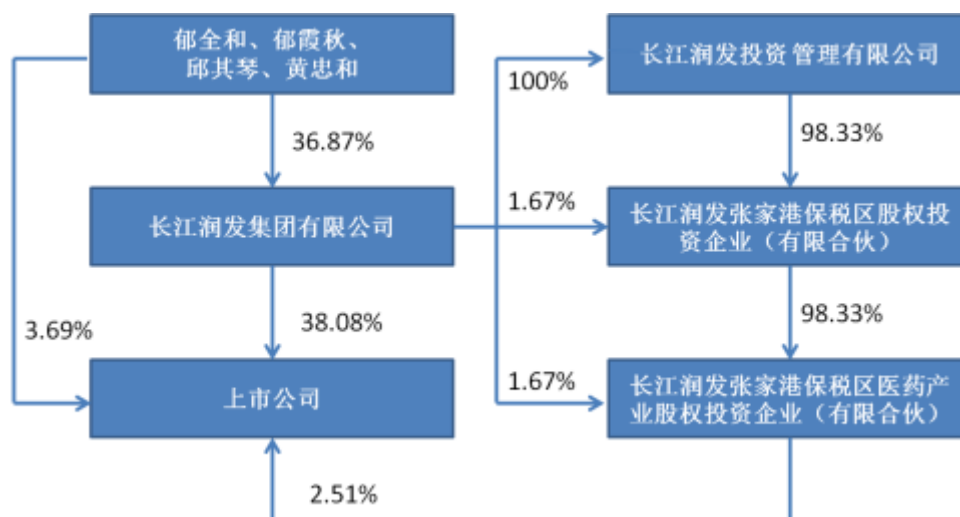 郁全和、郁霞秋、
邱其琴、黄忠和
长江润发投资管理有限公司
100%
36.87%
98.33%
长江润发集团有限公司
1.67%
长江润发张家港保税区股权投
资企业（有限合伙）
3.69%
38.08%
98.33%
上市公司
1.67%
长江润发张家港保税区医药产
业股权投资企业（有限合伙）
2.51%